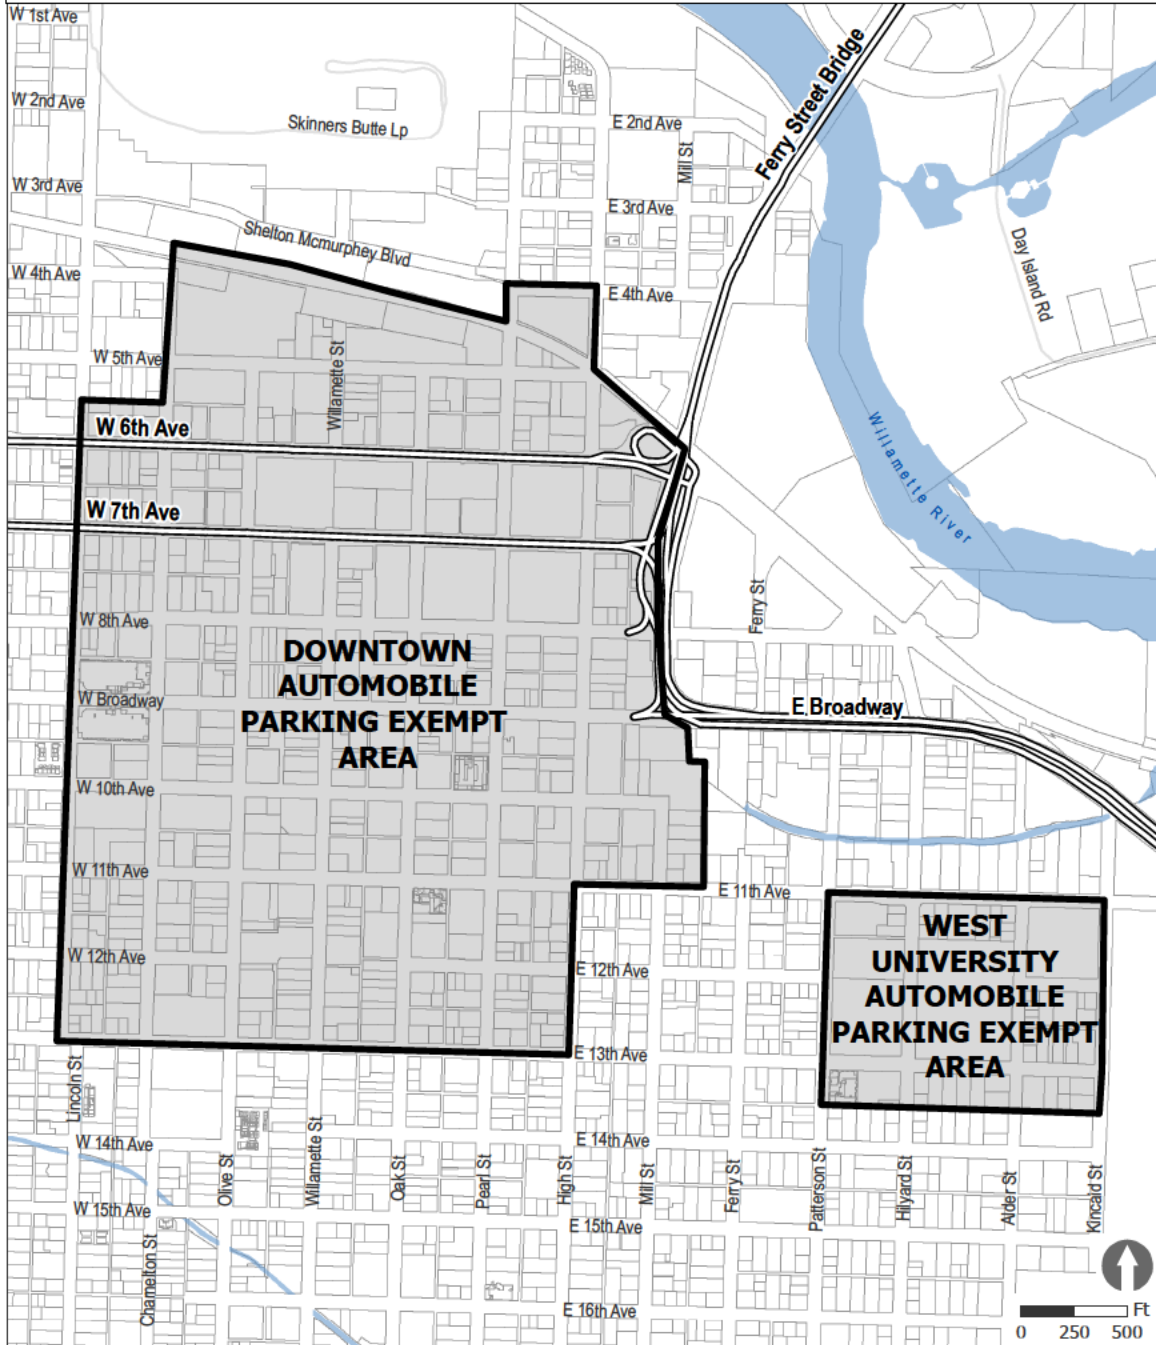 W 1st Ave
Ferry Street Bridge
W 2nd Ave
Skinners Butte Lp
E 2nd Ave
Mill St
W 3rd Ave
E 3rd Ave
Shelton Mcmurphey Blvd
Day Island Rd
W 4th Ave
E 4th Ave
W 5th Ave
Willamette St
W 6th Ave
Willamette River
W 7th Ave
Ferry St
W 8th Ave
DOWNTOWN
AUTOMOBILE
PARKING EXEMPT
AREA
W Broadway
E Broadway
W 10th Ave
W 11th Ave
E 11th Ave
WEST
UNIVERSITY
AUTOMOBILE
PARKING EXEMPT
AREA
W 12th Ave
E 12th Ave
E 13th Ave
Lincoln St
W 14th Ave
E 14th Ave
Olive St
Willamette St
Oak St
Pearl St
High St
Mill St
Ferry St
Patterson St
Hilyard St
Alder St
Kincaid St
W 15th Ave
E 15th Ave
Charnelton St
E 16th Ave
Ft
0 250 500